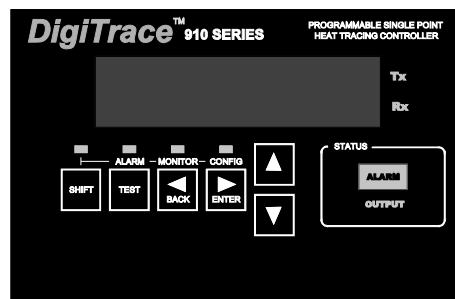 DigiTrace™ 910 SERIES
PROGRAMMABLE SINGLE POINT
HEAT TRACING CONTROLLER
Tx
Rx
ALARM MONITOR CONFIG
SHIFT TEST BACK ENTER
STATUS
ALARM
OUTPUT